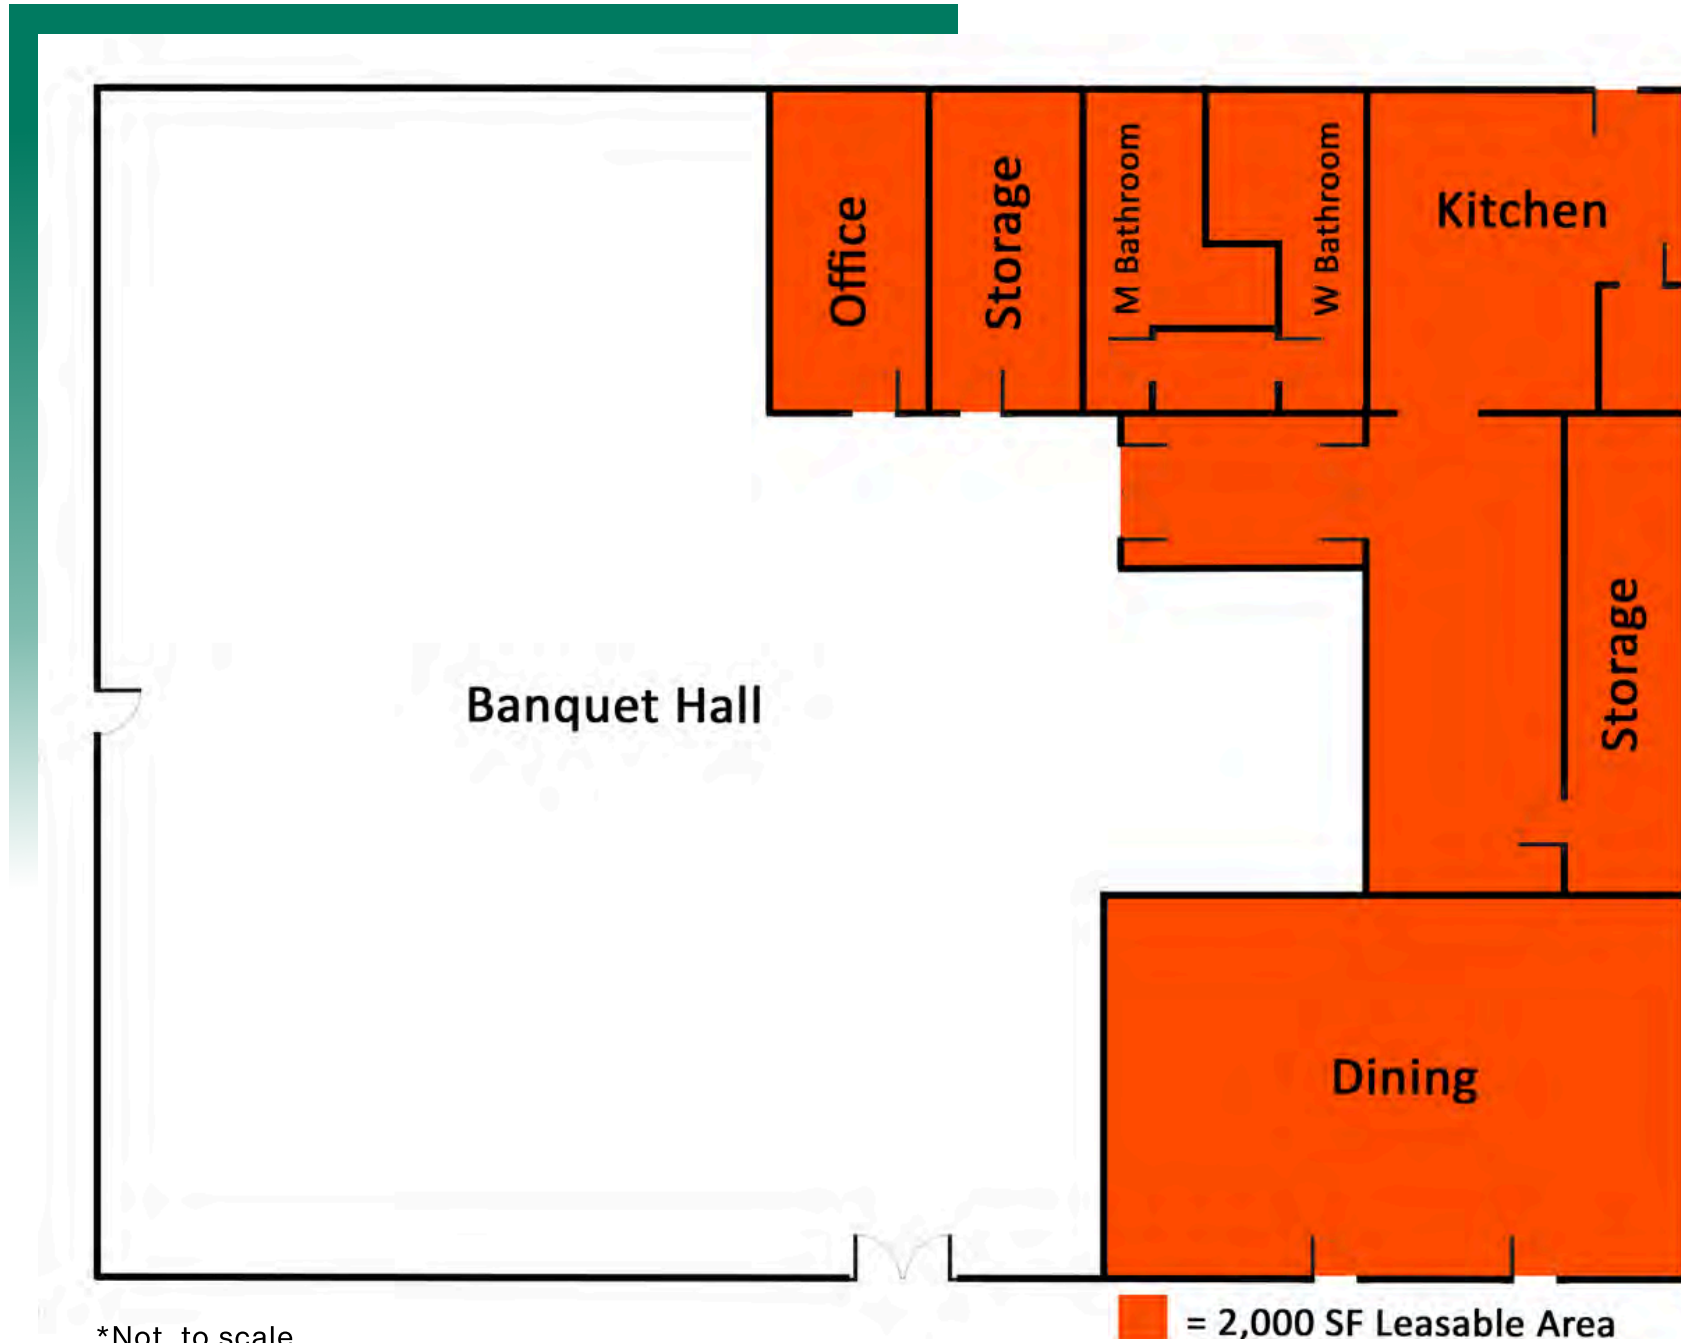 Office
Storage
M Bathroom
W Bathroom
Kitchen
Banquet Hall
Storage
Dining
= 2,000 SF Leasable Area
*Not to scale